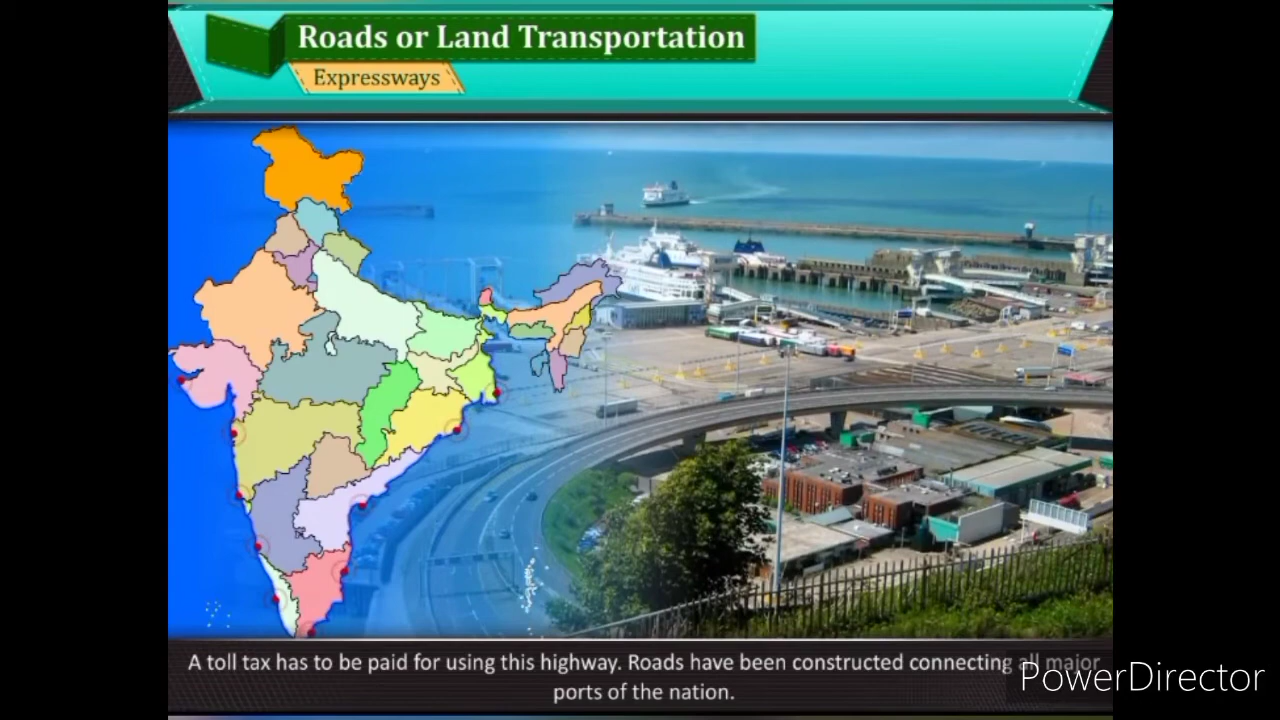 Roads or Land Transportation
Expressways
A toll tax has to be paid for using this highway. Roads have been constructed connecting all major
ports of the nation.
PowerDirector